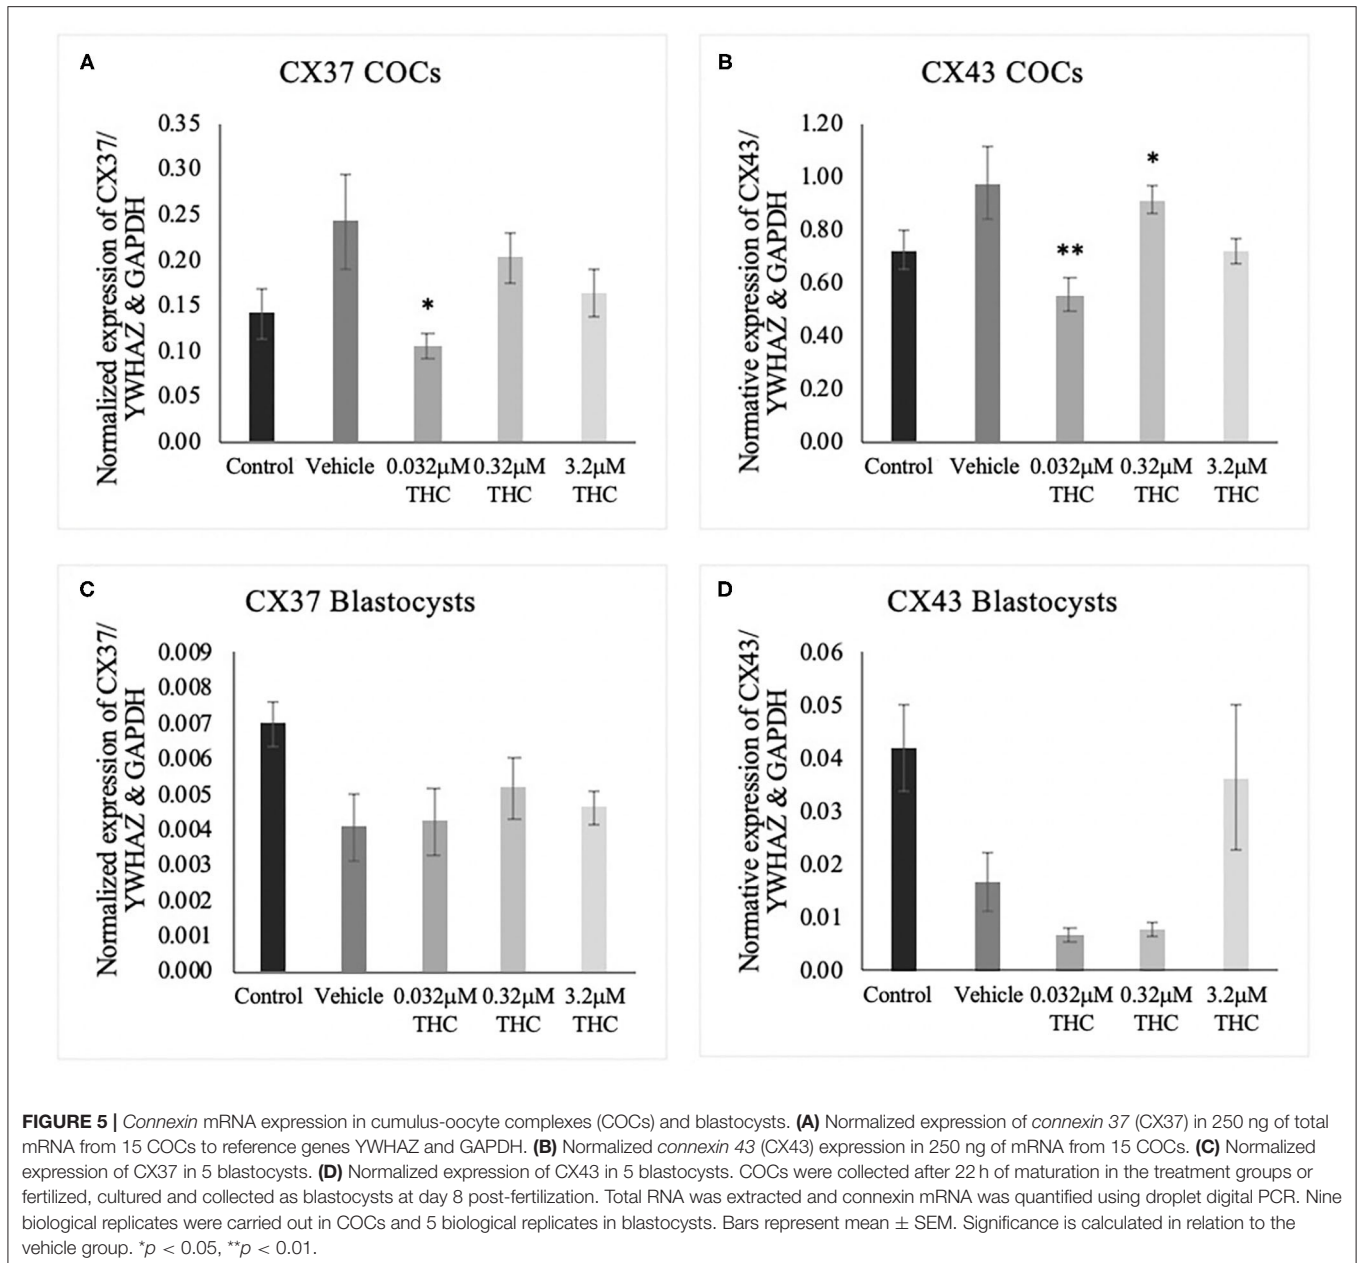 A
CX37 COCs
Normalized expression of CX37/
YWHAZ & GAPDH
0.35
0.30
0.25
0.20
0.15
0.10
0.05
0.00
*
Control Vehicle 0.032μM 0.32μM 3.2μM
THC THC THC
B
CX43 COCs
Normative expression of CX43/
YWHAZ & GAPDH
1.20
1.00
0.80
0.60
0.40
0.20
0.00
**
*
Control Vehicle 0.032μM 0.32μM 3.2μM
THC THC THC
C
CX37 Blastocysts
Normalized expression of CX37/
YWHAZ & GAPDH
0.009
0.008
0.007
0.006
0.005
0.004
0.003
0.002
0.001
0.000
Control Vehicle 0.032μM 0.32μM 3.2μM
THC THC THC
D
CX43 Blastocysts
Normative expression of CX43/
YWHAZ & GAPDH
0.06
0.05
0.04
0.03
0.02
0.01
0.00
Control Vehicle 0.032μM 0.32μM 3.2μM
THC THC THC
FIGURE 5 | Connexin mRNA expression in cumulus-oocyte complexes (COCs) and blastocysts. (A) Normalized expression of connexin 37 (CX37) in 250 ng of total
mRNA from 15 COCs to reference genes YWHAZ and GAPDH. (B) Normalized connexin 43 (CX43) expression in 250 ng of mRNA from 15 COCs. (C) Normalized
expression of CX37 in 5 blastocysts. (D) Normalized expression of CX43 in 5 blastocysts. COCs were collected after 22 h of maturation in the treatment groups or
fertilized, cultured and collected as blastocysts at day 8 post-fertilization. Total RNA was extracted and connexin mRNA was quantified using droplet digital PCR. Nine
biological replicates were carried out in COCs and 5 biological replicates in blastocysts. Bars represent mean ± SEM. Significance is calculated in relation to the
vehicle group. *p < 0.05, **p < 0.01.